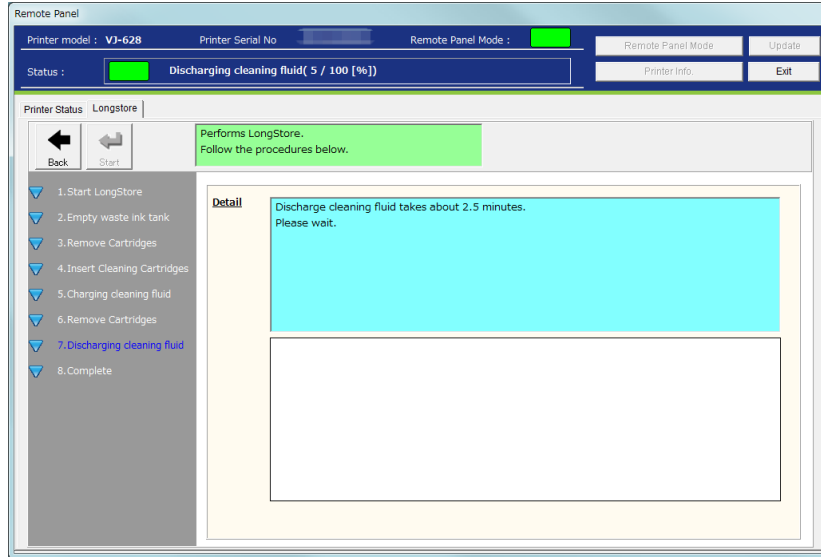 Remote Panel
Printer model : VJ-628 Printer Serial No Remote Panel Mode : Remote Panel Mode Update
Status : Discharging cleaning fluid( 5 / 100 [%]) Printer Info. Exit
Printer Status Longstore
Back Start
Performs LongStore.
Follow the procedures below.
1.Start LongStore
2.Empty waste ink tank
3.Remove Cartridges
4.Insert Cleaning Cartridges
5.Charging cleaning fluid
6.Remove Cartridges
7.Discharging cleaning fluid
8.Complete
Detail
Discharge cleaning fluid takes about 2.5 minutes.
Please wait.